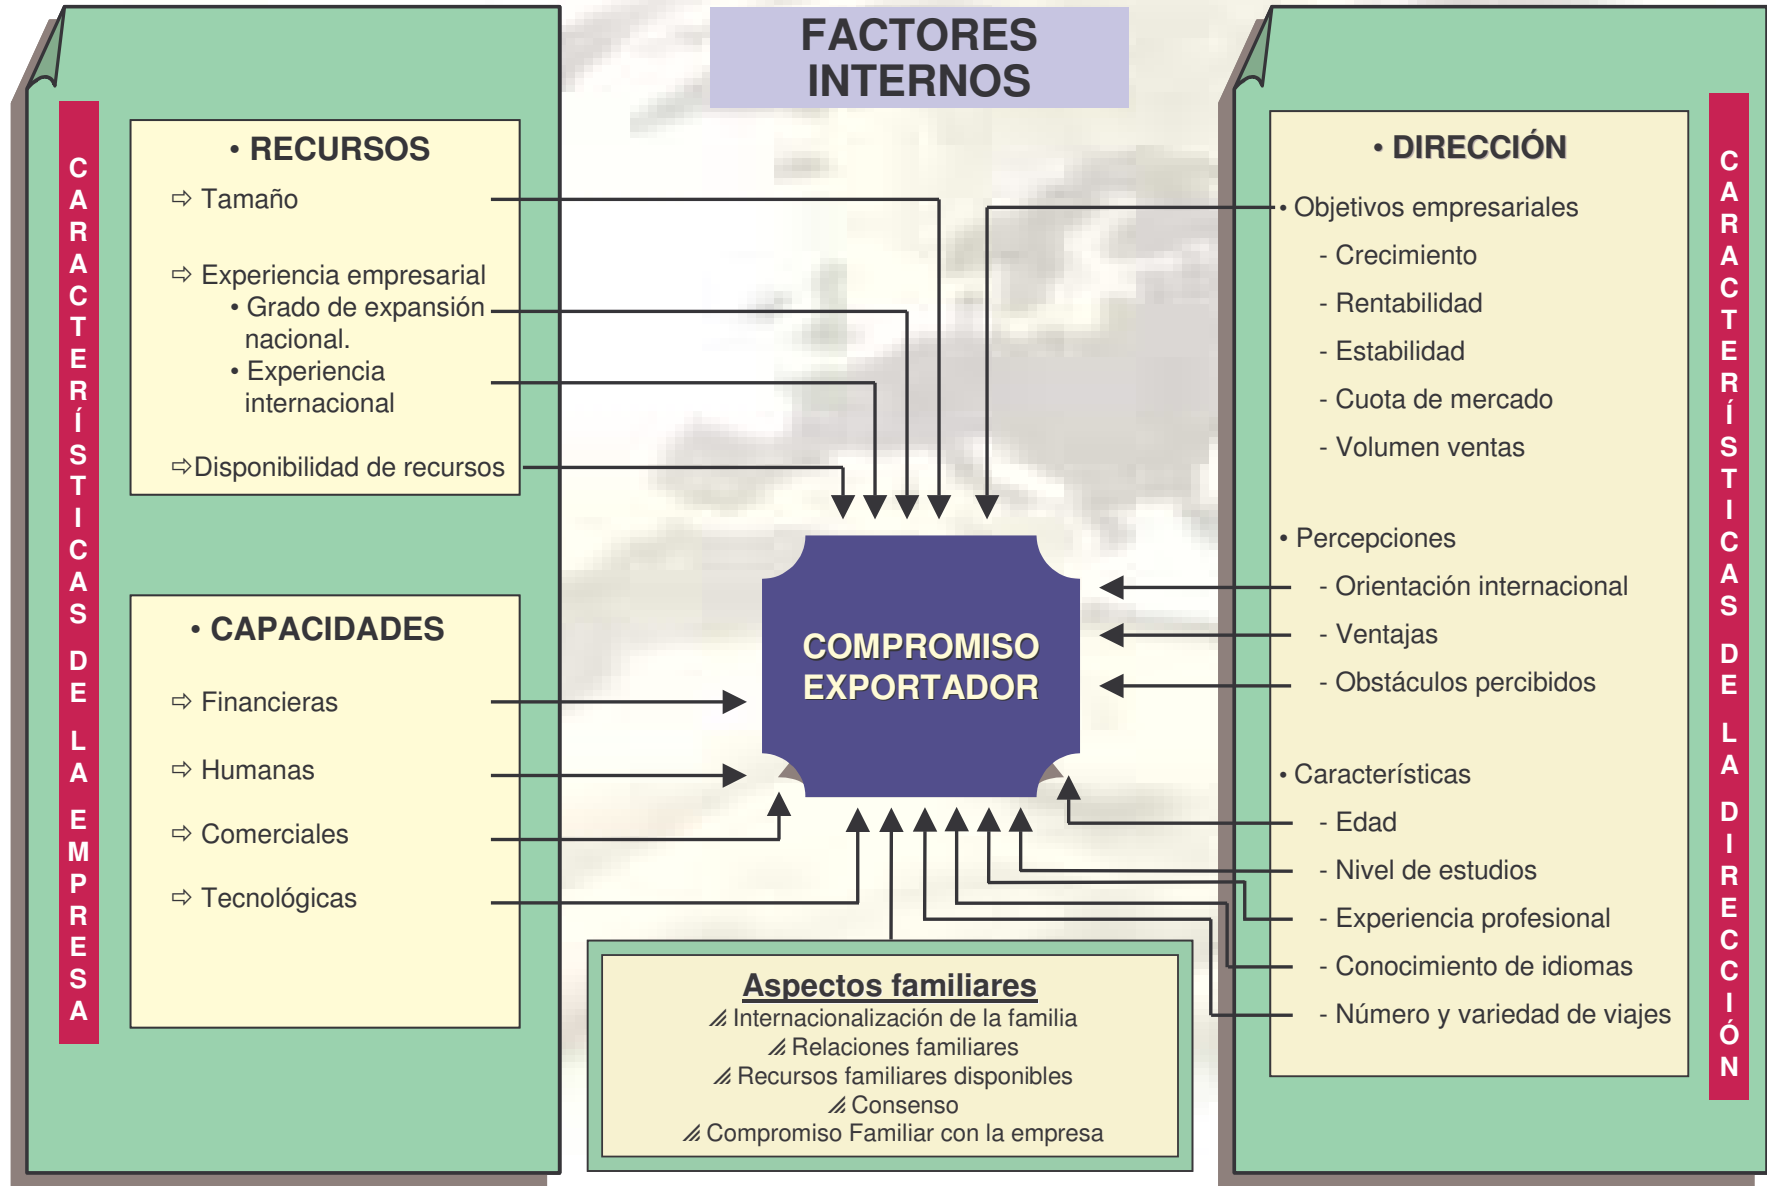 FACTORES
INTERNOS
CARACTERÍSTICAS DE LA EMPRESA
• RECURSOS
⇨ Tamaño
⇨ Experiencia empresarial
• Grado de expansión
nacional.
• Experiencia
internacional
⇨Disponibilidad de recursos
• CAPACIDADES
⇨ Financieras
⇨ Humanas
⇨ Comerciales
⇨ Tecnológicas
COMPROMISO
EXPORTADOR
Aspectos familiares
Internacionalización de la familia
Relaciones familiares
Recursos familiares disponibles
Consenso
Compromiso Familiar con la empresa
• DIRECCIÓN
• Objetivos empresariales
- Crecimiento
- Rentabilidad
- Estabilidad
- Cuota de mercado
- Volumen ventas
• Percepciones
- Orientación internacional
- Ventajas
- Obstáculos percibidos
• Características
- Edad
- Nivel de estudios
- Experiencia profesional
- Conocimiento de idiomas
- Número y variedad de viajes
CARACTERÍSTICAS DE LA DIRECCIÓN